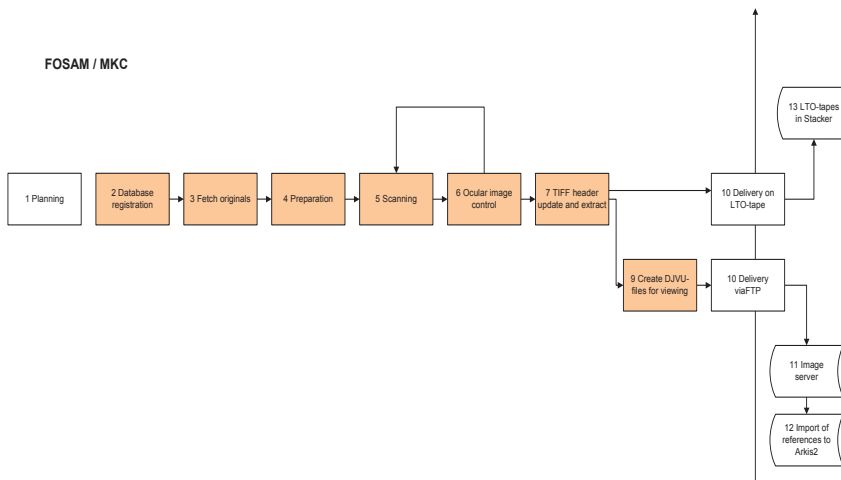 FOSAM / MKC
13 LTO-tapes
in Stacker
1 Planning
2 Database
registration
3 Fetch originals
4 Preparation
5 Scanning
6 Ocular image
control
7 TIFF header
update and extract
10 Delivery on
LTO-tape
9 Create DJVU-
files for viewing
10 Delivery
viaFTP
11 Image
server
12 Import of
references to
Arkis2